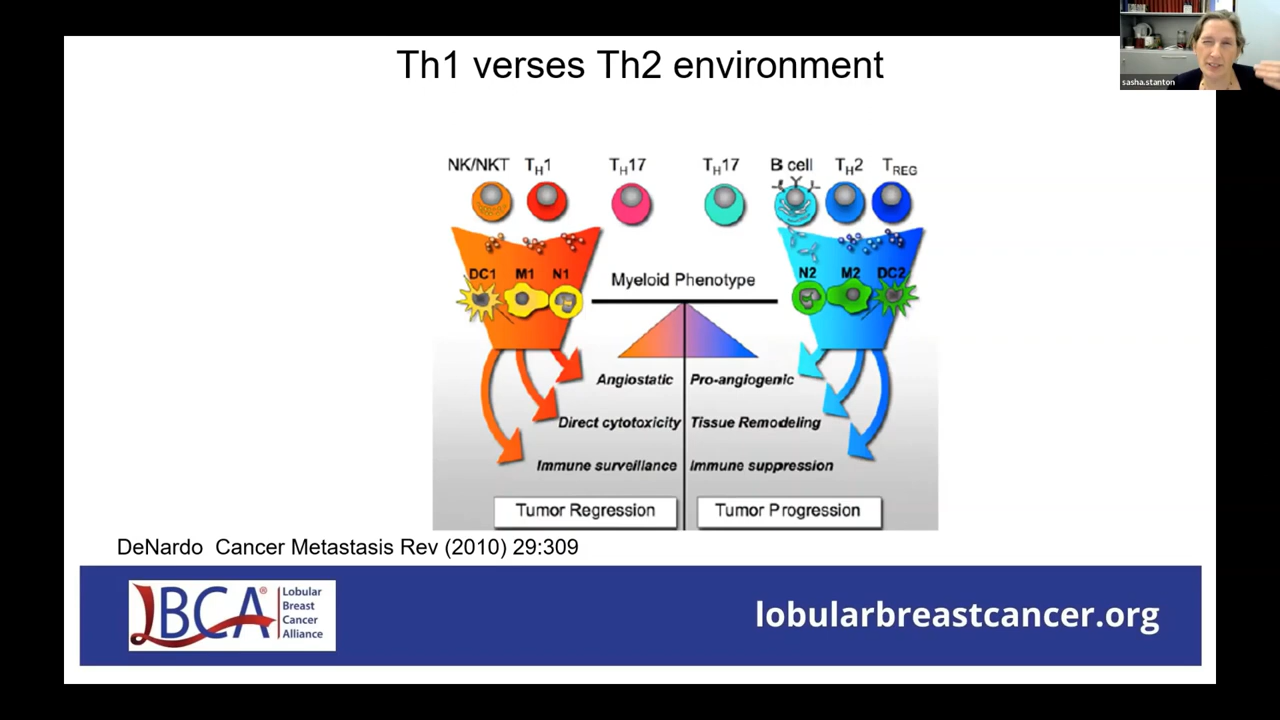 Th1 verses Th2 environment
sasha.stanton
NK/NKT TH1 TH17 TH17 B cell TH2 TREG
DC1 M1 N1 Myeloid Phenotype N2 M2 DC2
Angiostatic Pro-angiogenic
Direct cytotoxicity Tissue Remodeling
Immune surveillance Immune suppression
Tumor Regression Tumor Progression
DeNardo Cancer Metastasis Rev (2010) 29:309
LBCA®
Lobular
Breast
Cancer
Alliance
lobularbreastcancer.org